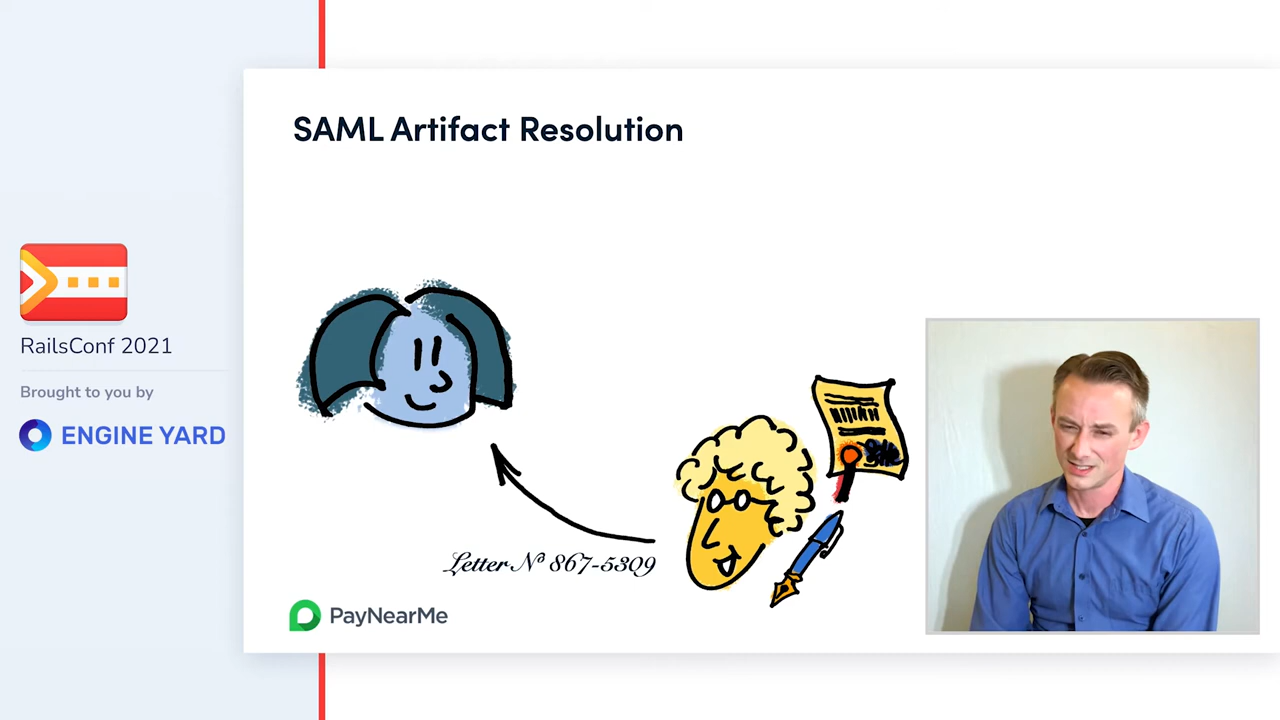 SAML Artifact Resolution
RailsConf 2021
Brought to you by
ENGINE YARD
Letter Nº 867-5309
PayNearMe